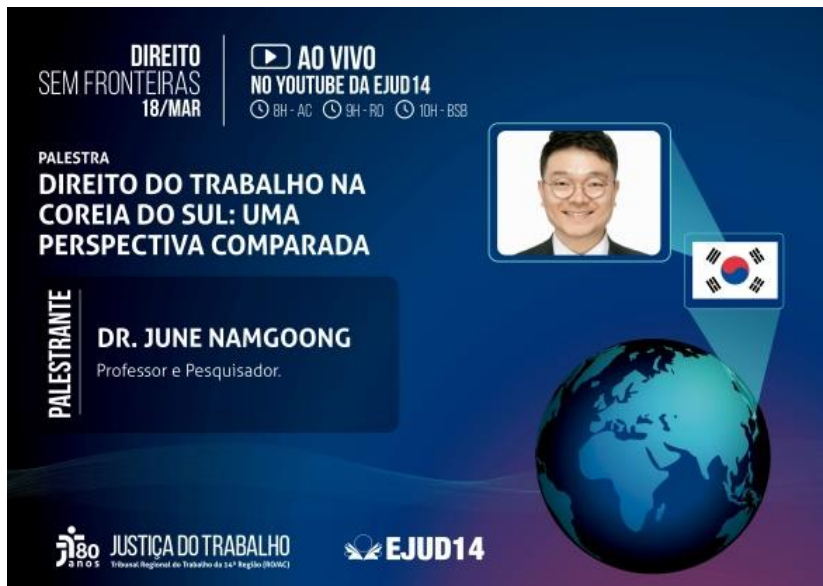 DIREITO
SEM FRONTEIRAS
18/MAR
AO VIVO
NO YOUTUBE DA EJUD14
8H - AC 9H - RO 10H - BSB
PALESTRA
DIREITO DO TRABALHO NA
COREIA DO SUL: UMA
PERSPECTIVA COMPARADA
PALESTRANTE
DR. JUNE NAMGOONG
Professor e Pesquisador.
80
anos
JUSTIÇA DO TRABALHO
Tribunal Regional do Trabalho da 14ª Região (RO/AC)
EJUD14